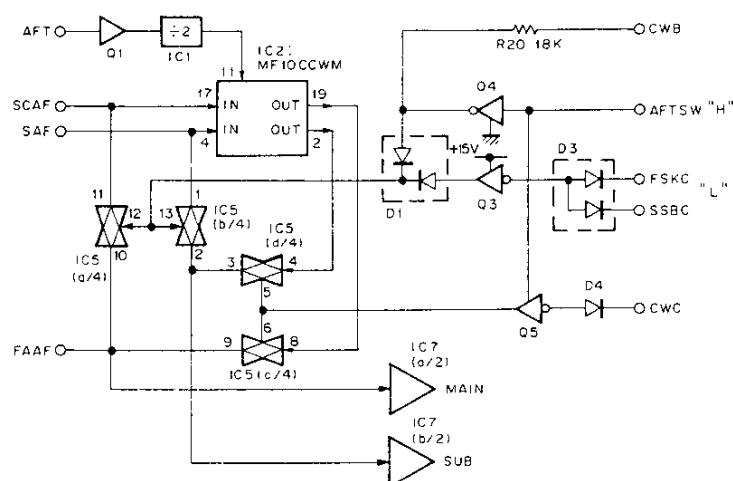 AFT
Q1
÷2
IC1
IC2
MF10CCWM
11
SCAF
17
IN
OUT
19
SAF
4
IN
OUT
2
R20 18K
CWB
Q4
AFTSW "H"
+15V
D3
FSKC
"L"
SSBC
D1
Q3
11
12
13
1
IC5
(b/4)
10
2
IC5
(a/4)
IC5
(d/4)
3
4
5
D4
CWC
Q5
6
FAAF
9
8
IC5(c/4)
IC7
(a/2)
MAIN
IC7
(b/2)
SUB